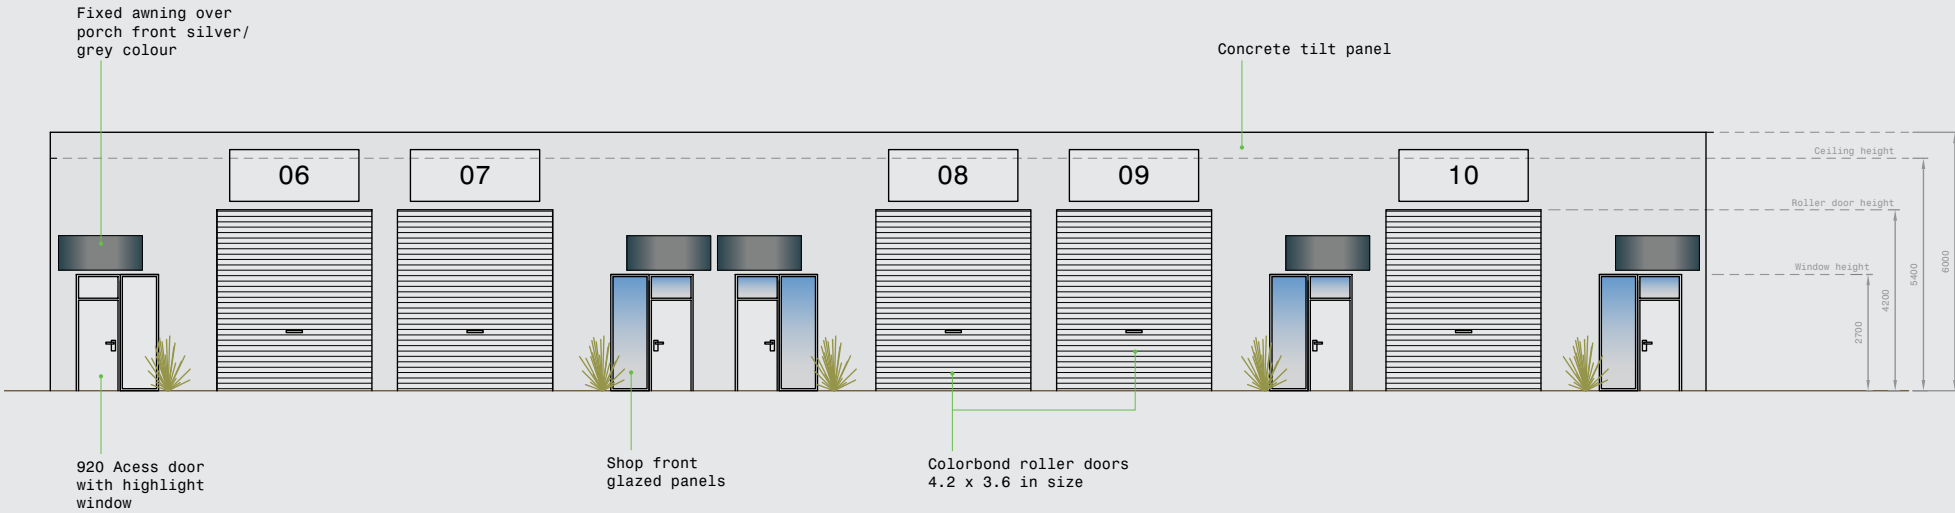 Fixed awning over
porch front silver/
grey colour
Concrete tilt panel
06
07
08
09
10
Ceiling height
Roller door height
Window height
2700
4200
5400
6000
920 Acess door
with highlight
window
Shop front
glazed panels
Colorbond roller doors
4.2 x 3.6 in size